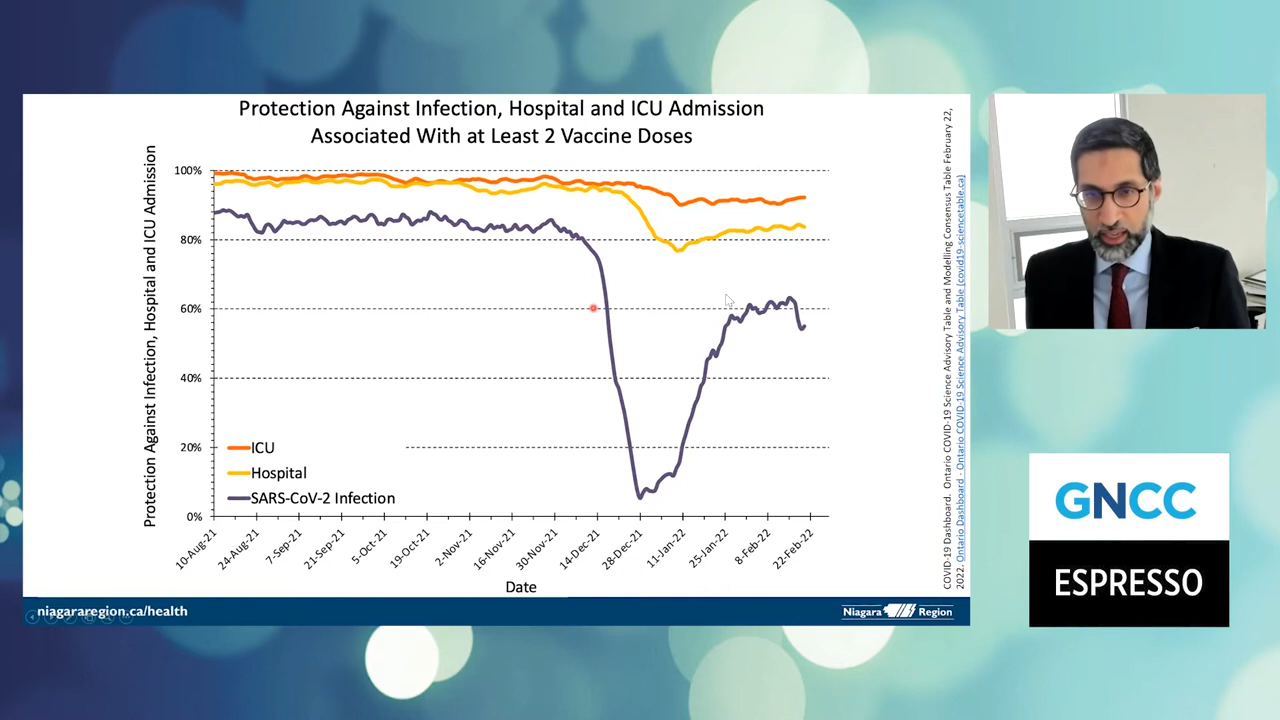 Protection Against Infection, Hospital and ICU Admission
Associated With at Least 2 Vaccine Doses
Protection Against Infection, Hospital and ICU Admission
100%
80%
60%
40%
20%
0%
ICU
Hospital
SARS-CoV-2 Infection
10-Aug-21
24-Aug-21
7-Sep-21
21-Sep-21
5-Oct-21
19-Oct-21
2-Nov-21
16-Nov-21
30-Nov-21
14-Dec-21
28-Dec-21
11-Jan-22
25-Jan-22
8-Feb-22
22-Feb-22
Date
COVID-19 Dashboard. Ontario COVID-19 Science Advisory Table and Modelling Consensus Table February 22,
2022. Ontario Dashboard - Ontario COVID-19 Science Advisory Table (covid19-sciencetable.ca)
niagararegion.ca/health
Niagara Region
GNCC
ESPRESSO